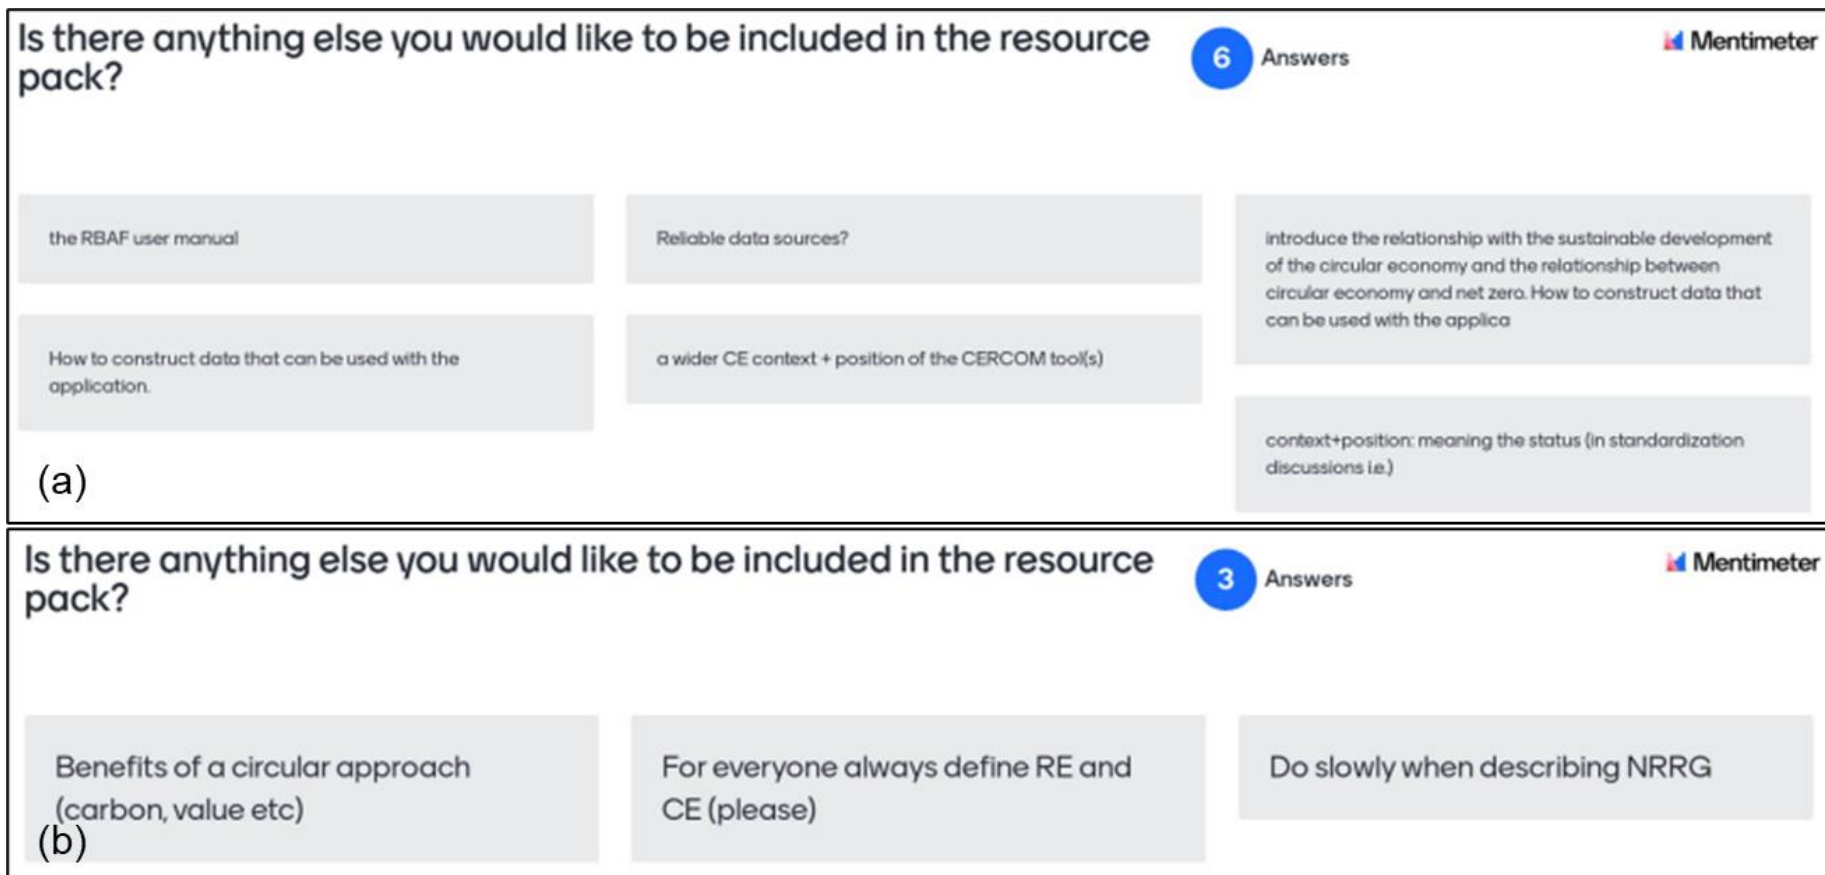 Is there anything else you would like to be included in the resource
pack?
6 Answers
Mentimeter
the RBAF user manual
How to construct data that can be used with the
application.
Reliable data sources?
a wider CE context + position of the CERCOM tool(s)
introduce the relationship with the sustainable development
of the circular economy and the relationship between
circular economy and net zero. How to construct data that
can be used with the applica
context+position: meaning the status (in standardization
discussions i.e.)
(a)
Is there anything else you would like to be included in the resource
pack?
3 Answers
Mentimeter
Benefits of a circular approach
(carbon, value etc)
For everyone always define RE and
CE (please)
Do slowly when describing NRRG
(b)